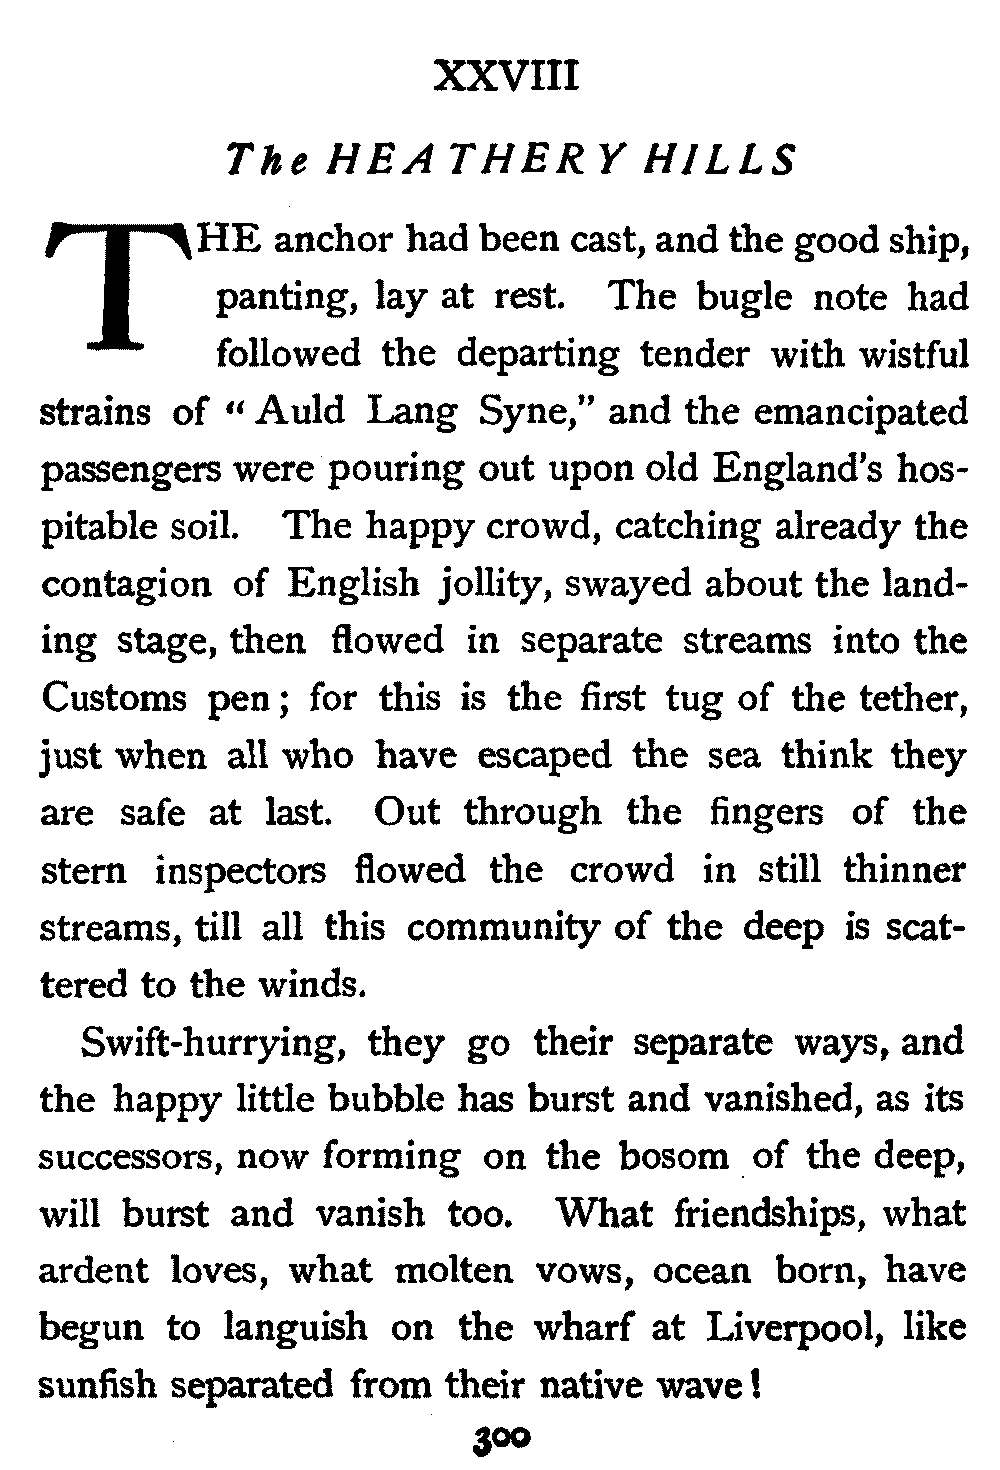 XXVIII
The HEATHERY HILLS
THE anchor had been cast, and the good ship,
panting, lay at rest. The bugle note had
followed the departing tender with wistful
strains of “ Auld Lang Syne,” and the emancipated
passengers were pouring out upon old England's hos-
pitable soil. The happy crowd, catching already the
contagion of English jollity, swayed about the land-
ing stage, then flowed in separate streams into the
Customs pen ; for this is the first tug of the tether,
just when all who have escaped the sea think they
are safe at last. Out through the fingers of the
stern inspectors flowed the crowd in still thinner
streams, till all this community of the deep is scat-
tered to the winds.
Swift-hurrying, they go their separate ways, and
the happy little bubble has burst and vanished, as its
successors, now forming on the bosom of the deep,
will burst and vanish too. What friendships, what
ardent loves, what molten vows, ocean born, have
begun to languish on the wharf at Liverpool, like
sunfish separated from their native wave !
300